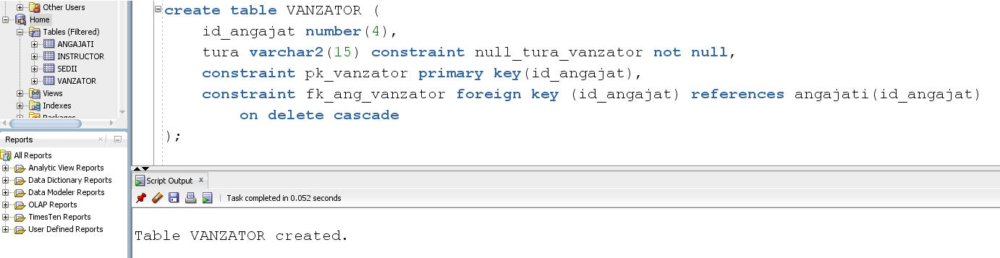 Other Users
Home
Tables (Filtered)
ANGAJATI
INSTRUCTOR
SEDII
VANZATOR
Views
Indexes
Packages
Reports
All Reports
Analytic View Reports
Data Dictionary Reports
Data Modeler Reports
OLAP Reports
TimesTen Reports
User Defined Reports
create table VANZATOR (
id_angajat number(4),
tura varchar2(15) constraint null_tura_vanzator not null,
constraint pk_vanzator primary key(id_angajat),
constraint fk_ang_vanzator foreign key (id_angajat) references angajati(id_angajat)
on delete cascade
);
Script Output x
Task completed in 0.052 seconds
Table VANZATOR created.